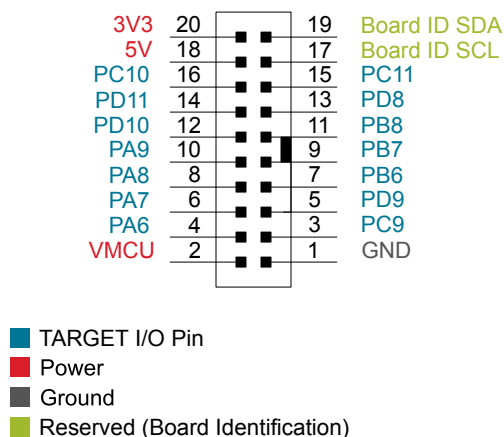 3V3 20 19 Board ID SDA
5V 18 17 Board ID SCL
PC10 16 15 PC11
PD11 14 13 PD8
PD10 12 11 PB8
PA9 10 9 PB7
PA8 8 7 PB6
PA7 6 5 PD9
PA6 4 3 PC9
VMCU 2 1 GND
TARGET I/O Pin
Power
Ground
Reserved (Board Identification)